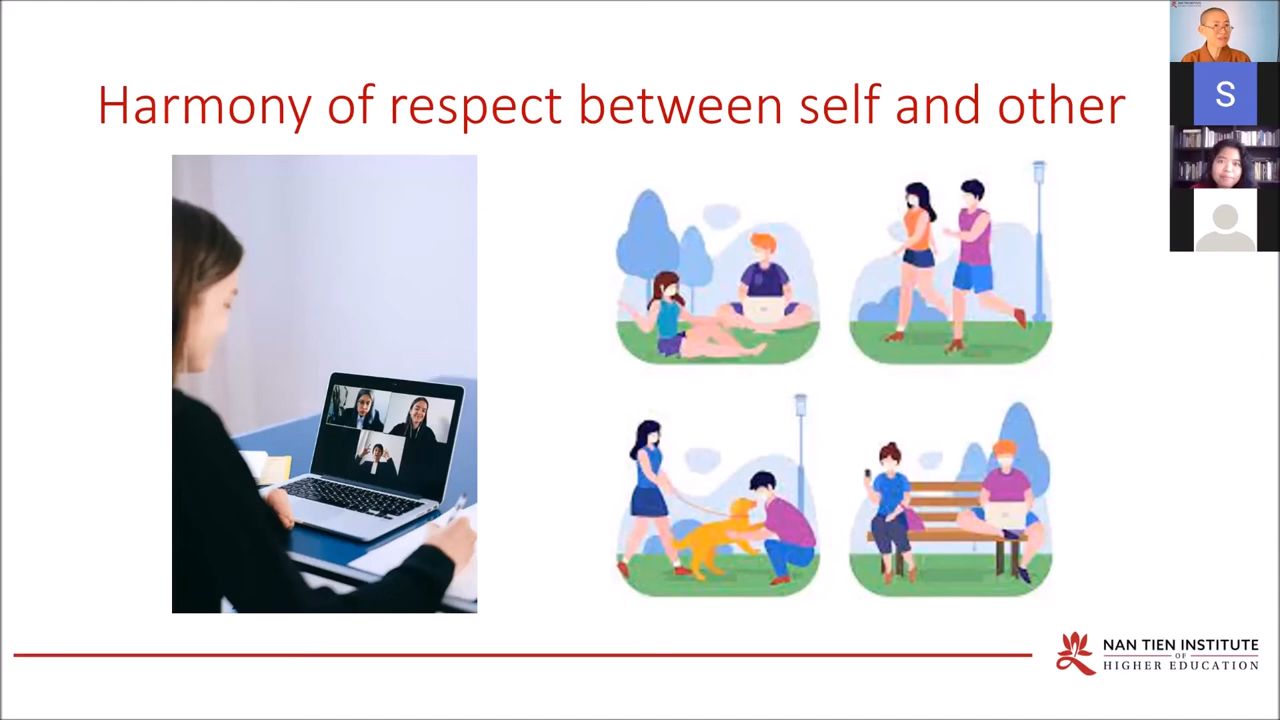 Harmony of respect between self and other
S
NAN TIEN INSTITUTE
OF
HIGHER EDUCATION